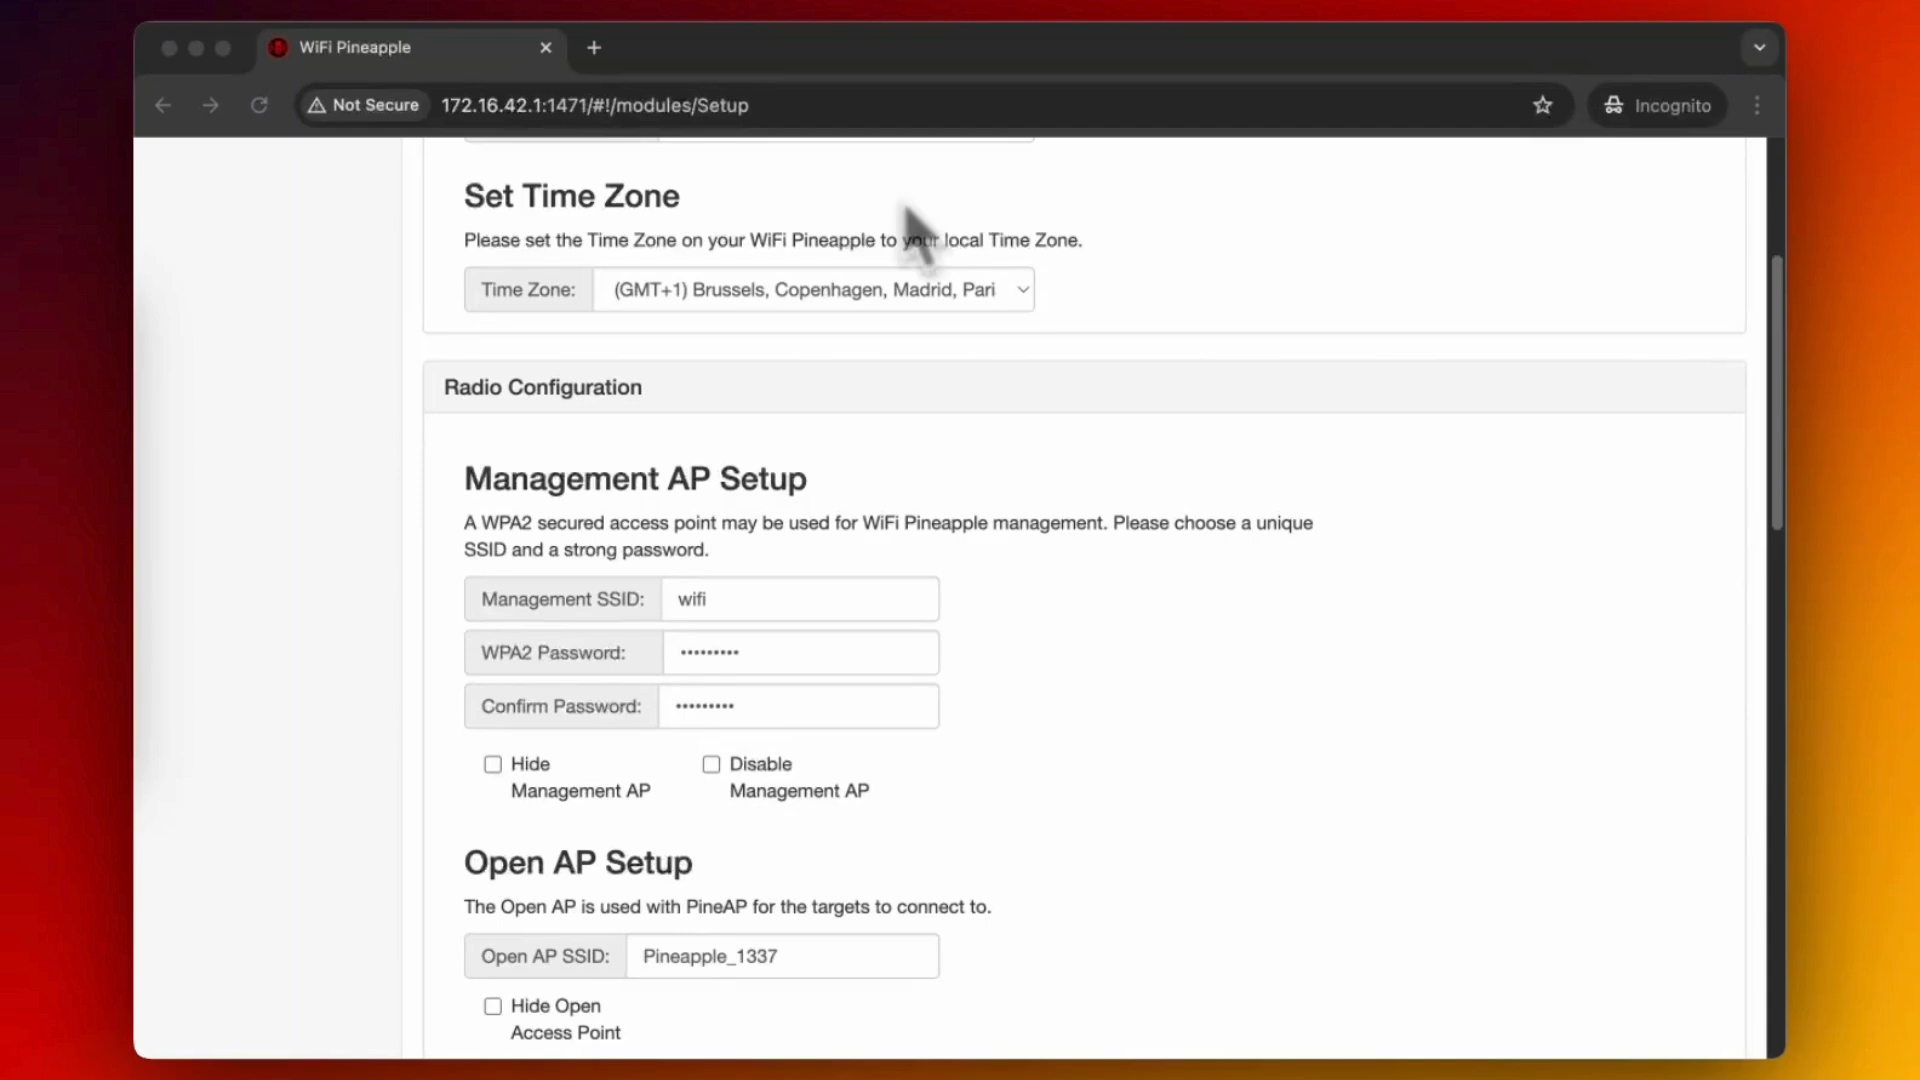 WiFi Pineapple
Not Secure
172.16.42.1:1471/#!/modules/Setup
Incognito
Set Time Zone
Please set the Time Zone on your WiFi Pineapple to your local Time Zone.
Time Zone:
(GMT+1) Brussels, Copenhagen, Madrid, Pari
Radio Configuration
Management AP Setup
A WPA2 secured access point may be used for WiFi Pineapple management. Please choose a unique
SSID and a strong password.
Management SSID:
wifi
WPA2 Password:
•••••••••
Confirm Password:
•••••••••
Hide
Management AP
Disable
Management AP
Open AP Setup
The Open AP is used with PineAP for the targets to connect to.
Open AP SSID:
Pineapple_1337
Hide Open
Access Point